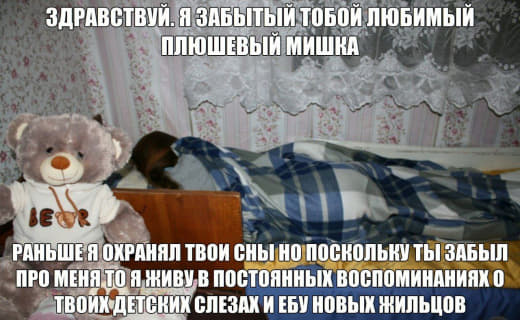 ЗДРАВСТВУЙ. Я ЗАБЫТЫЙ ТОБОЙ ЛЮБИМЫЙ
ПЛЮШЕВЫЙ МИШКА
BEAR
РАНЬШЕ Я ОХРАНЯЛ ТВОИ СНЫ НО ПОСКОЛЬКУ ТЫ ЗАБЫЛ
ПРО МЕНЯ ТО Я ЖИВУ В ПОСТОЯННЫХ ВОСПОМИНАНИЯХ О
ТВОИХ ДЕТСКИХ СЛЕЗАХ И ЕБУ НОВЫХ ЖИЛЬЦОВ